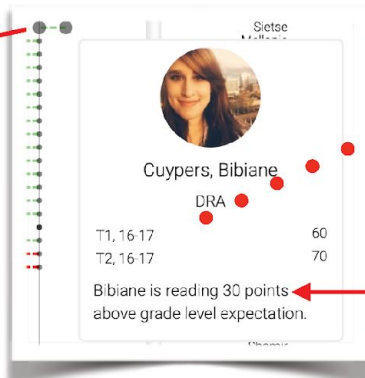 Sietse
Cuypers, Bibiane
DRA
T1, 16-17 60
T2, 16-17 70
Bibiane is reading 30 points
above grade level expectation.